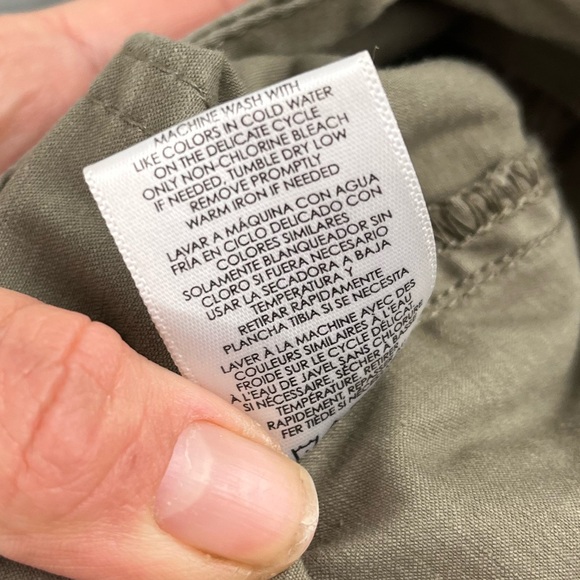 MACHINE WASH WITH
LIKE COLORS IN COLD WATER
ON THE DELICATE CYCLE
ONLY NON-CHLORINE BLEACH
IF NEEDED, TUMBLE DRY LOW
REMOVE PROMPTLY
WARM IRON IF NEEDED
LAVAR A MÁQUINA CON AGUA
FRÍA EN CICLO DELICADO CON
COLORES SIMILARES
SOLAMENTE BLANQUEADOR SIN
CLORO SI FUERA NECESARIO
USAR LA SECADORA A BAJA
TEMPERATURA Y
RETIRAR RÁPIDAMENTE
PLANCHA TIBIA SI SE NECESITA
LAVER À LA MACHINE AVEC DES
COULEURS SIMILAIRES À L'EAU
FROIDE SUR LE CYCLE DÉLICAT
À L'EAU DE JAVEL SANS CHLORURE
SI NÉCESSAIRE, SÉCHER À BASSE
TEMPÉRATURE, RETIRER
RAPIDEMENT, REPASSER
FER TIÈDE SI NÉ